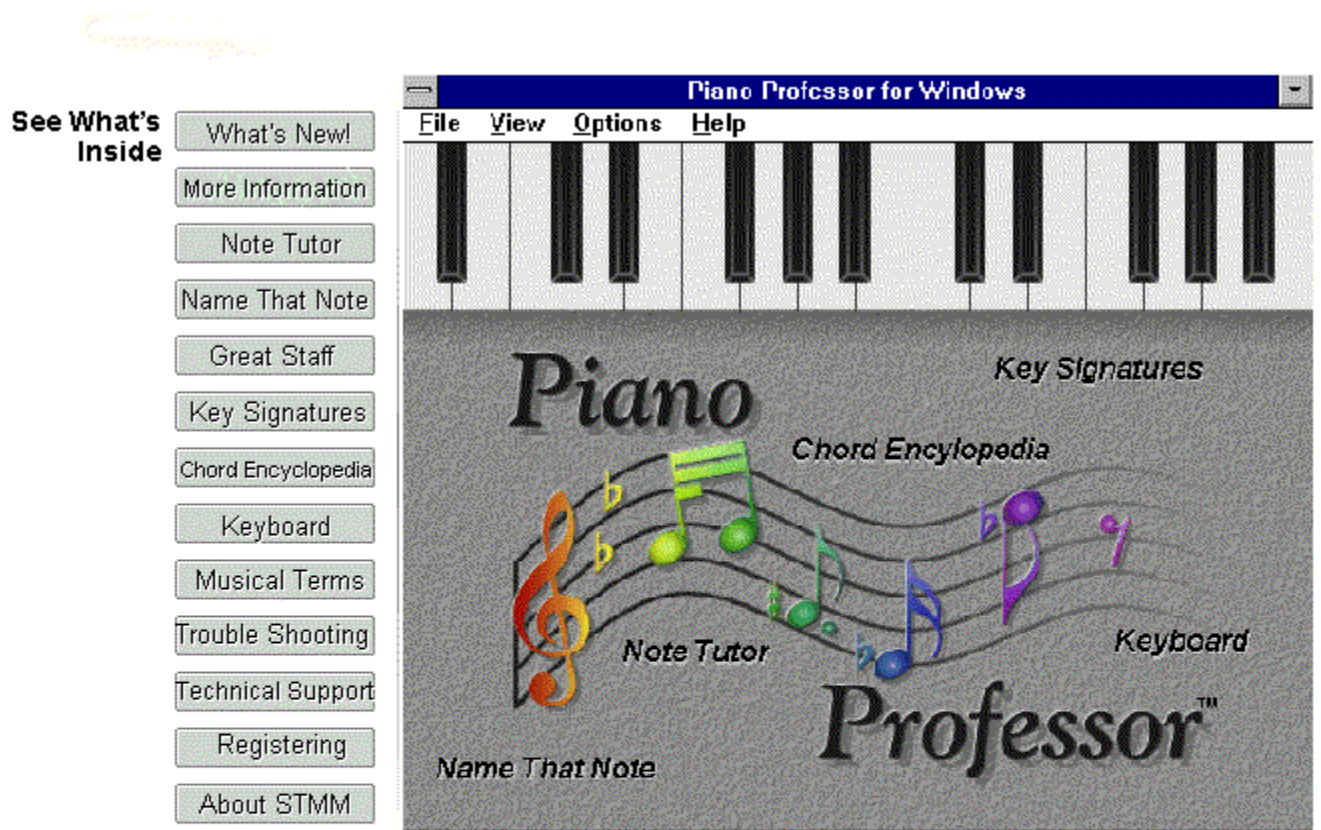 See What's
Inside
What's New!
More Information
Note Tutor
Name That Note
Great Staff
Key Signatures
Chord Encyclopedia
Keyboard
Musical Terms
Trouble Shooting
Technical Support
Registering
About STMM
Piano Professor for Windows
File View Options Help
Piano
Key Signatures
Chord Encylopedia
Note Tutor
Keyboard
Professor™
Name That Note